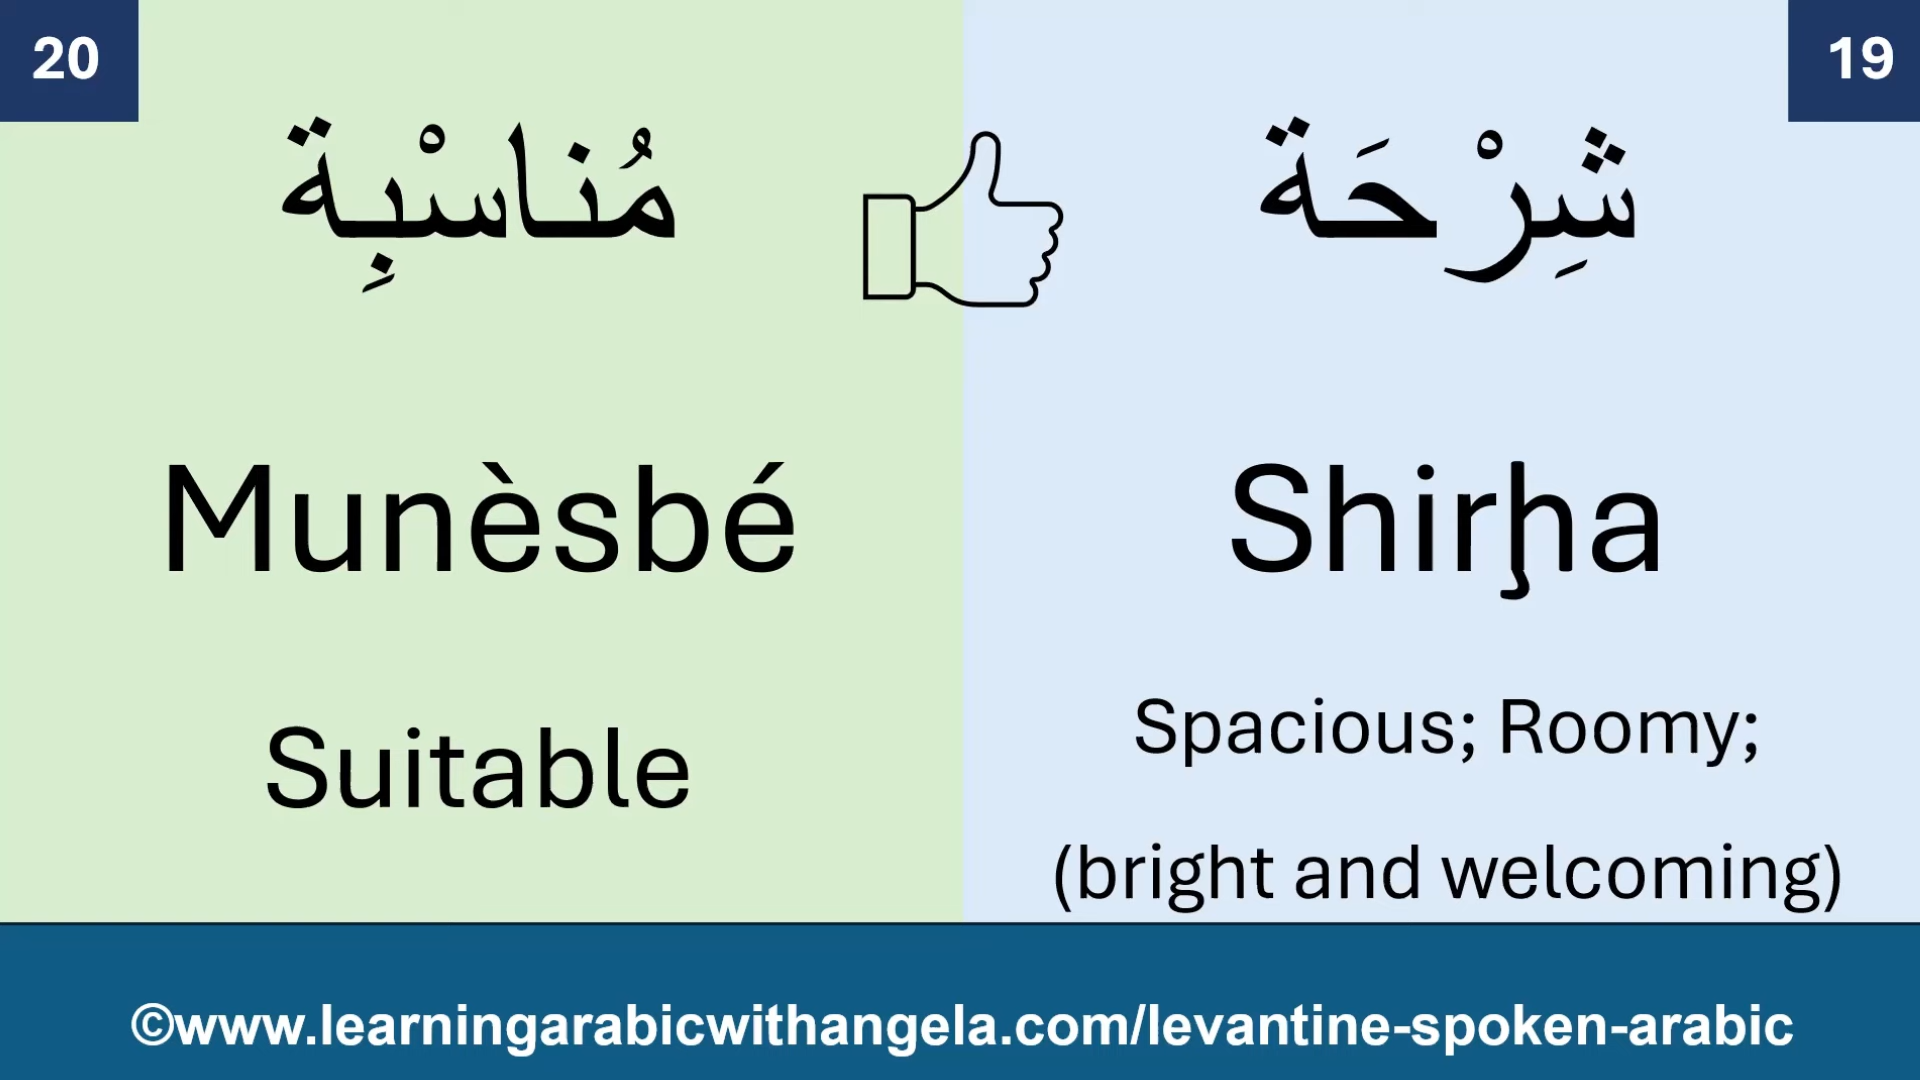 20
مُناسْبِة
Munèsbé
Suitable
19
شِرْحَة
Shirḩa
Spacious; Roomy;
(bright and welcoming)
©www.learningarabicwithangela.com/levantine-spoken-arabic